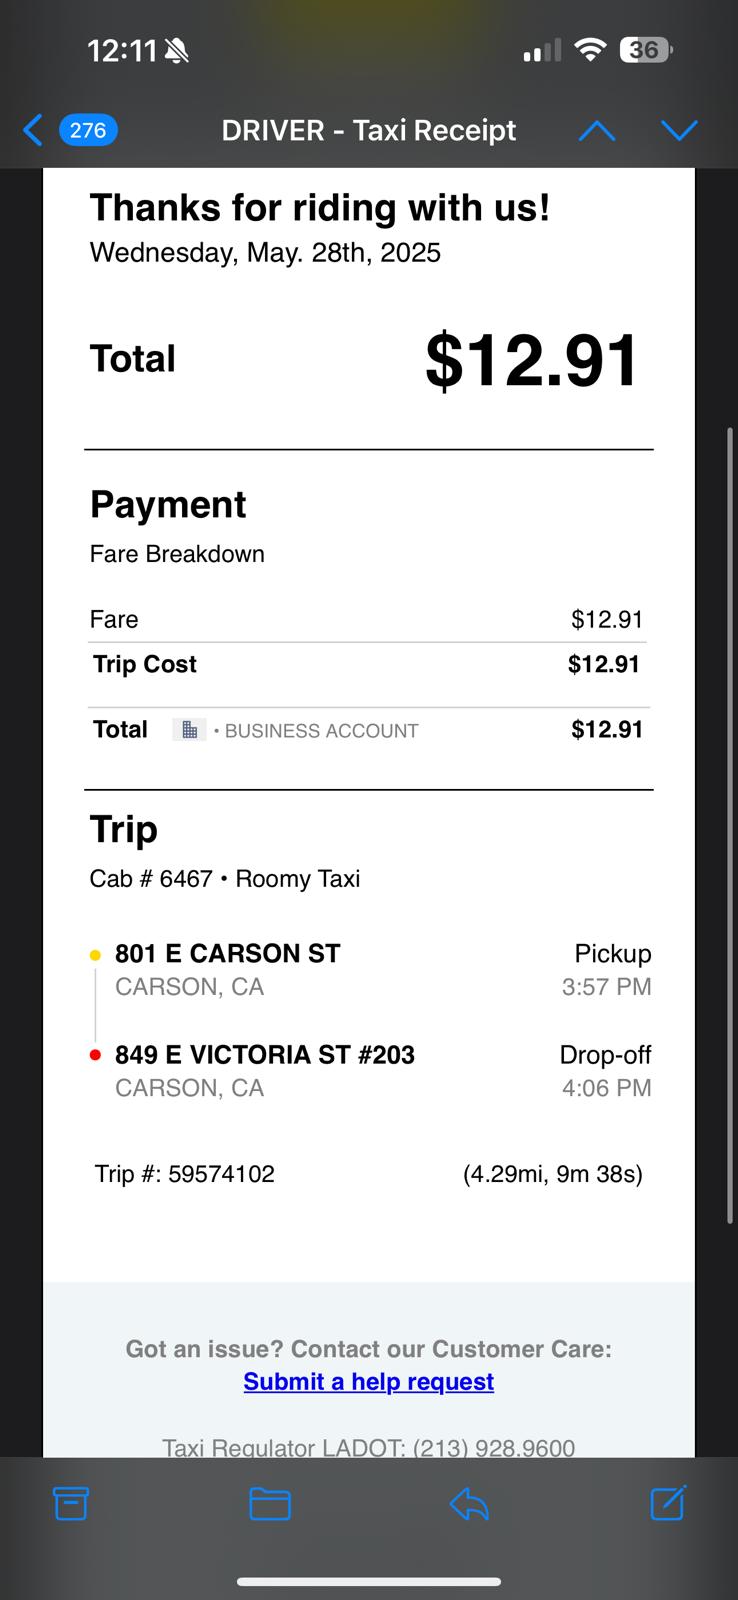 12:11
36
276
DRIVER - Taxi Receipt
Thanks for riding with us!
Wednesday, May. 28th, 2025
Total $12.91
Payment
Fare Breakdown
Fare $12.91
Trip Cost $12.91
Total • BUSINESS ACCOUNT $12.91
Trip
Cab # 6467 • Roomy Taxi
801 E CARSON ST Pickup
CARSON, CA 3:57 PM
849 E VICTORIA ST #203 Drop-off
CARSON, CA 4:06 PM
Trip #: 59574102 (4.29mi, 9m 38s)
Got an issue? Contact our Customer Care:
Submit a help request
Taxi Regulator LADOT: (213) 928.9600